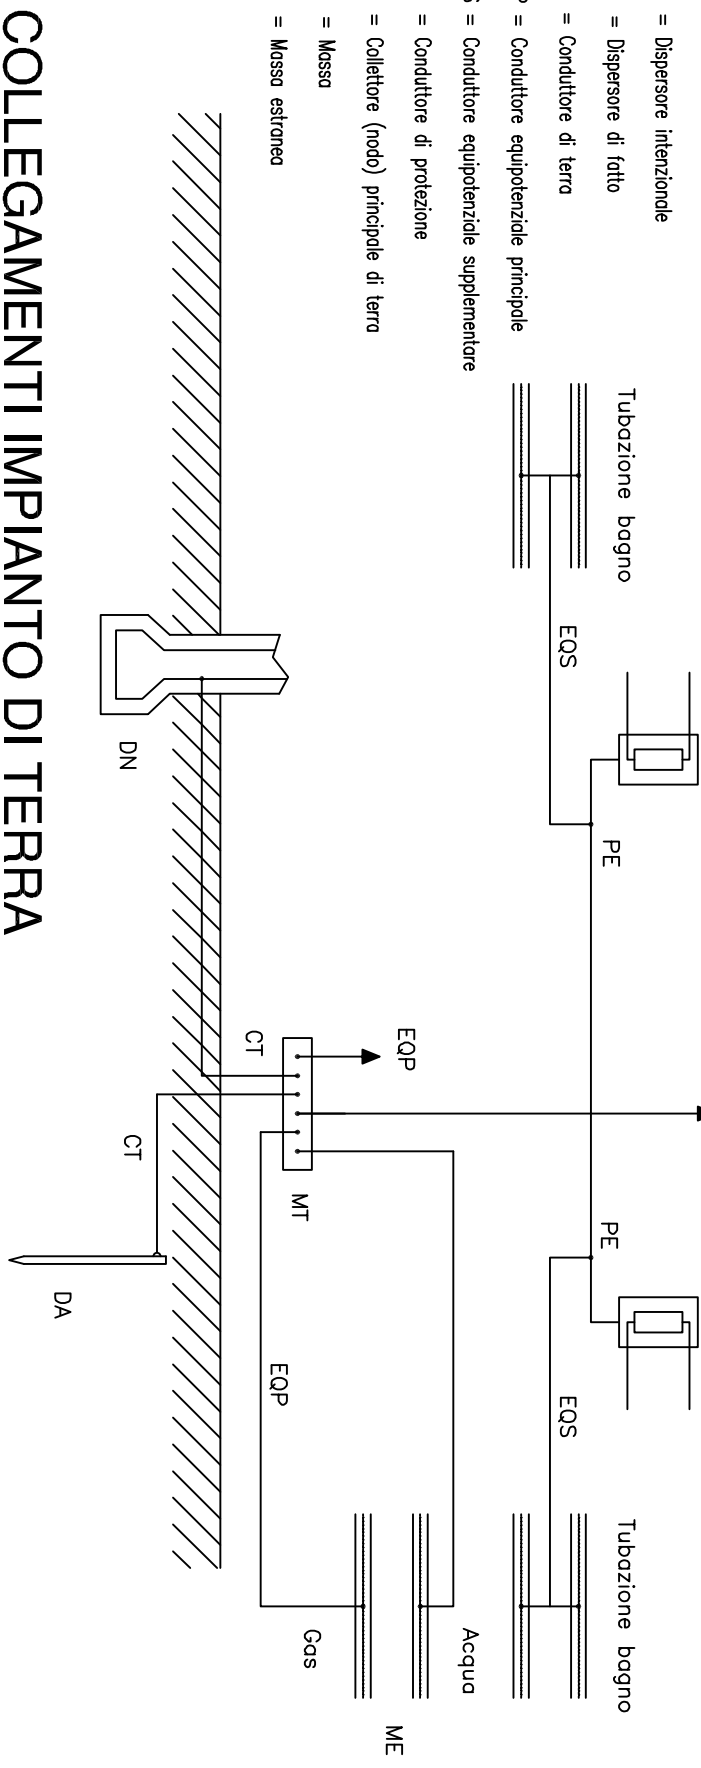 = Dispersore intenzionale
= Dispersore di fatto
= Conduttore di terra
= Conduttore equipotenziale principale
= Conduttore equipotenziale supplementare
= Conduttore di protezione
= Collettore (nodo) principale di terra
= Massa
= Massa estranea
Tubazione bagno
EQS
PE
PE
EQS
Tubazione bagno
EQP
CT
MT
CT
EQP
DN
DA
Acqua
Gas
ME
COLLEGAMENTI IMPIANTO DI TERRA